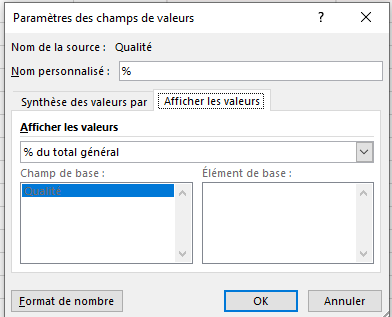 Paramètres des champs de valeurs
Nom de la source : Qualité
Nom personnalisé : %
Synthèse des valeurs par Afficher les valeurs
Afficher les valeurs
% du total général
Champ de base : Élément de base :
Qualité
Format de nombre OK Annuler